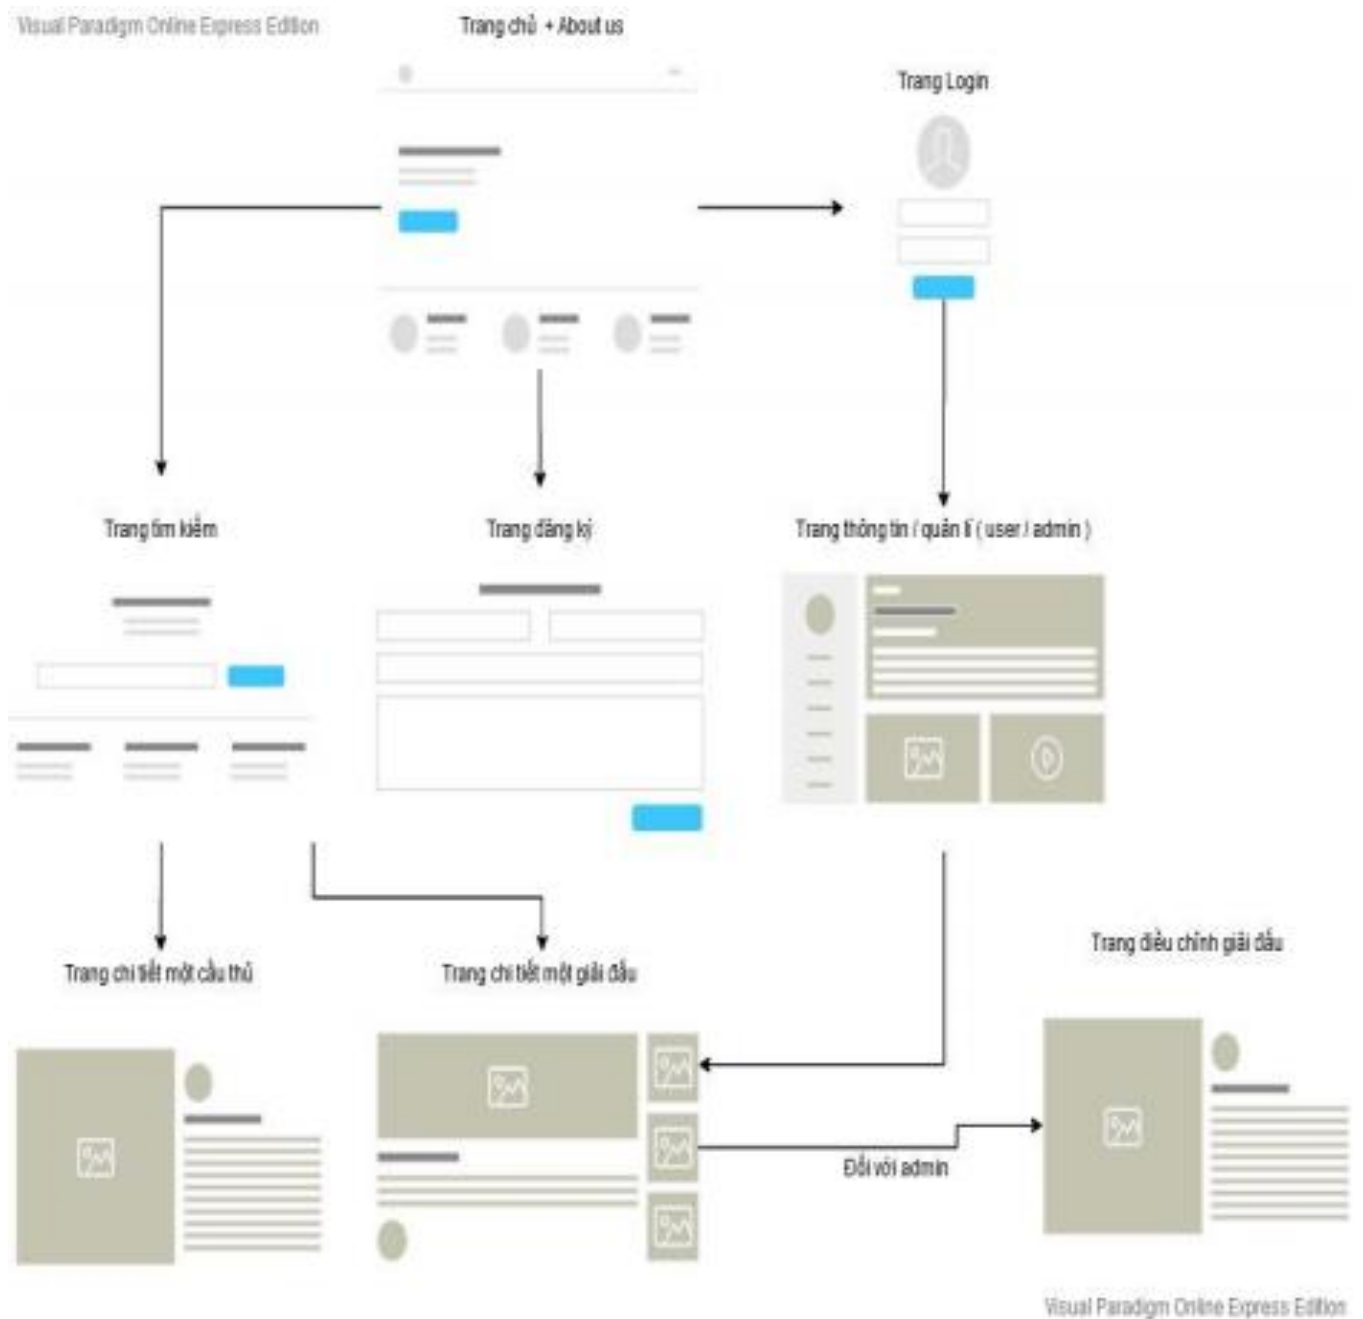 Visual Paradigm Online Express Edition
Trang chủ + About us
Trang Login
Trang tìm kiếm
Trang đăng ký
Trang thông tin / quản lí ( user / admin )
Trang chi tiết một cầu thủ
Trang chi tiết một giải đấu
Trang điều chỉnh giải đấu
Đối với admin
Visual Paradigm Online Express Edition